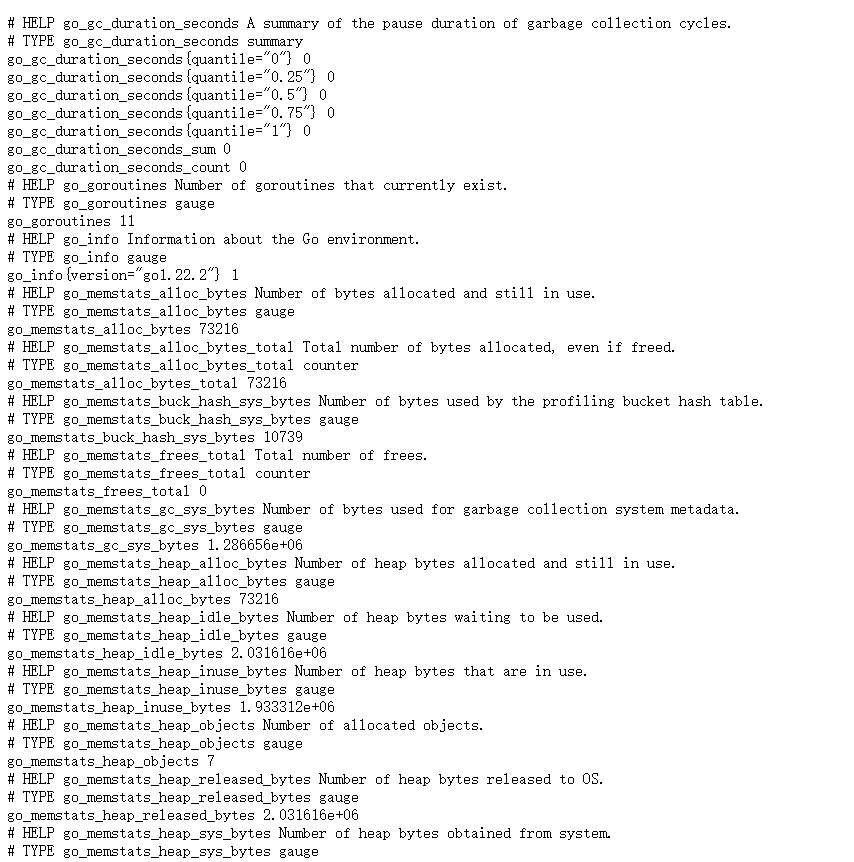 # HELP go_gc_duration_seconds A summary of the pause duration of garbage collection cycles.
# TYPE go_gc_duration_seconds summary
go_gc_duration_seconds{quantile="0"} 0
go_gc_duration_seconds{quantile="0.25"} 0
go_gc_duration_seconds{quantile="0.5"} 0
go_gc_duration_seconds{quantile="0.75"} 0
go_gc_duration_seconds{quantile="1"} 0
go_gc_duration_seconds_sum 0
go_gc_duration_seconds_count 0
# HELP go_goroutines Number of goroutines that currently exist.
# TYPE go_goroutines gauge
go_goroutines 11
# HELP go_info Information about the Go environment.
# TYPE go_info gauge
go_info{version="go1.22.2"} 1
# HELP go_memstats_alloc_bytes Number of bytes allocated and still in use.
# TYPE go_memstats_alloc_bytes gauge
go_memstats_alloc_bytes 73216
# HELP go_memstats_alloc_bytes_total Total number of bytes allocated, even if freed.
# TYPE go_memstats_alloc_bytes_total counter
go_memstats_alloc_bytes_total 73216
# HELP go_memstats_buck_hash_sys_bytes Number of bytes used by the profiling bucket hash table.
# TYPE go_memstats_buck_hash_sys_bytes gauge
go_memstats_buck_hash_sys_bytes 10739
# HELP go_memstats_frees_total Total number of frees.
# TYPE go_memstats_frees_total counter
go_memstats_frees_total 0
# HELP go_memstats_gc_sys_bytes Number of bytes used for garbage collection system metadata.
# TYPE go_memstats_gc_sys_bytes gauge
go_memstats_gc_sys_bytes 1.286656e+06
# HELP go_memstats_heap_alloc_bytes Number of heap bytes allocated and still in use.
# TYPE go_memstats_heap_alloc_bytes gauge
go_memstats_heap_alloc_bytes 73216
# HELP go_memstats_heap_idle_bytes Number of heap bytes waiting to be used.
# TYPE go_memstats_heap_idle_bytes gauge
go_memstats_heap_idle_bytes 2.031616e+06
# HELP go_memstats_heap_inuse_bytes Number of heap bytes that are in use.
# TYPE go_memstats_heap_inuse_bytes gauge
go_memstats_heap_inuse_bytes 1.933312e+06
# HELP go_memstats_heap_objects Number of allocated objects.
# TYPE go_memstats_heap_objects gauge
go_memstats_heap_objects 7
# HELP go_memstats_heap_released_bytes Number of heap bytes released to OS.
# TYPE go_memstats_heap_released_bytes gauge
go_memstats_heap_released_bytes 2.031616e+06
# HELP go_memstats_heap_sys_bytes Number of heap bytes obtained from system.
# TYPE go_memstats_heap_sys_bytes gauge